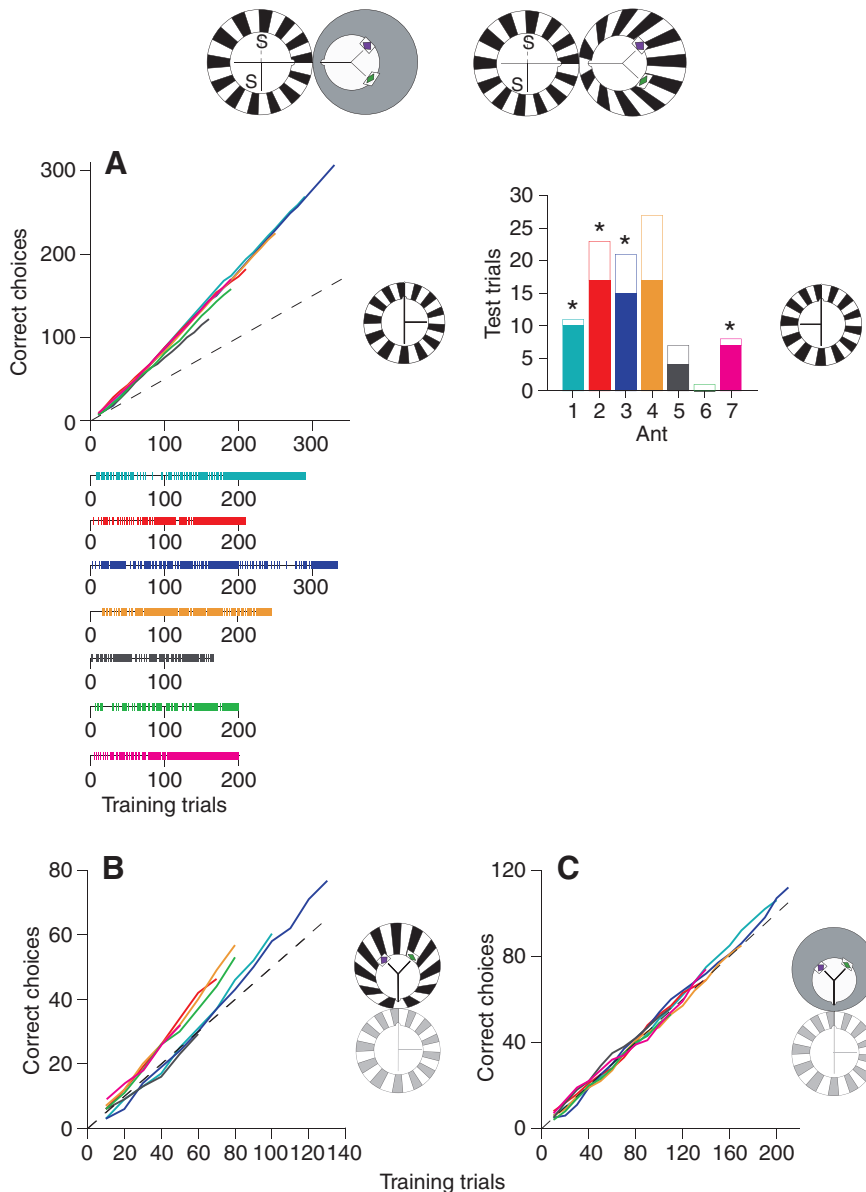 S
S
S
S
A
300
200
100
0
Correct choices
0 100 200 300
0 100 200
0 100 200
0 100 200 300
0 100 200
0 100
0 100 200
0 100 200
Training trials
30
25
20
15
10
5
0
Test trials
* * * *
1 2 3 4 5 6 7
Ant
B
80
60
40
20
0
Correct choices
0 20 40 60 80 100 120 140
C
120
80
40
0
Correct choices
0 40 80 120 160 200
Training trials